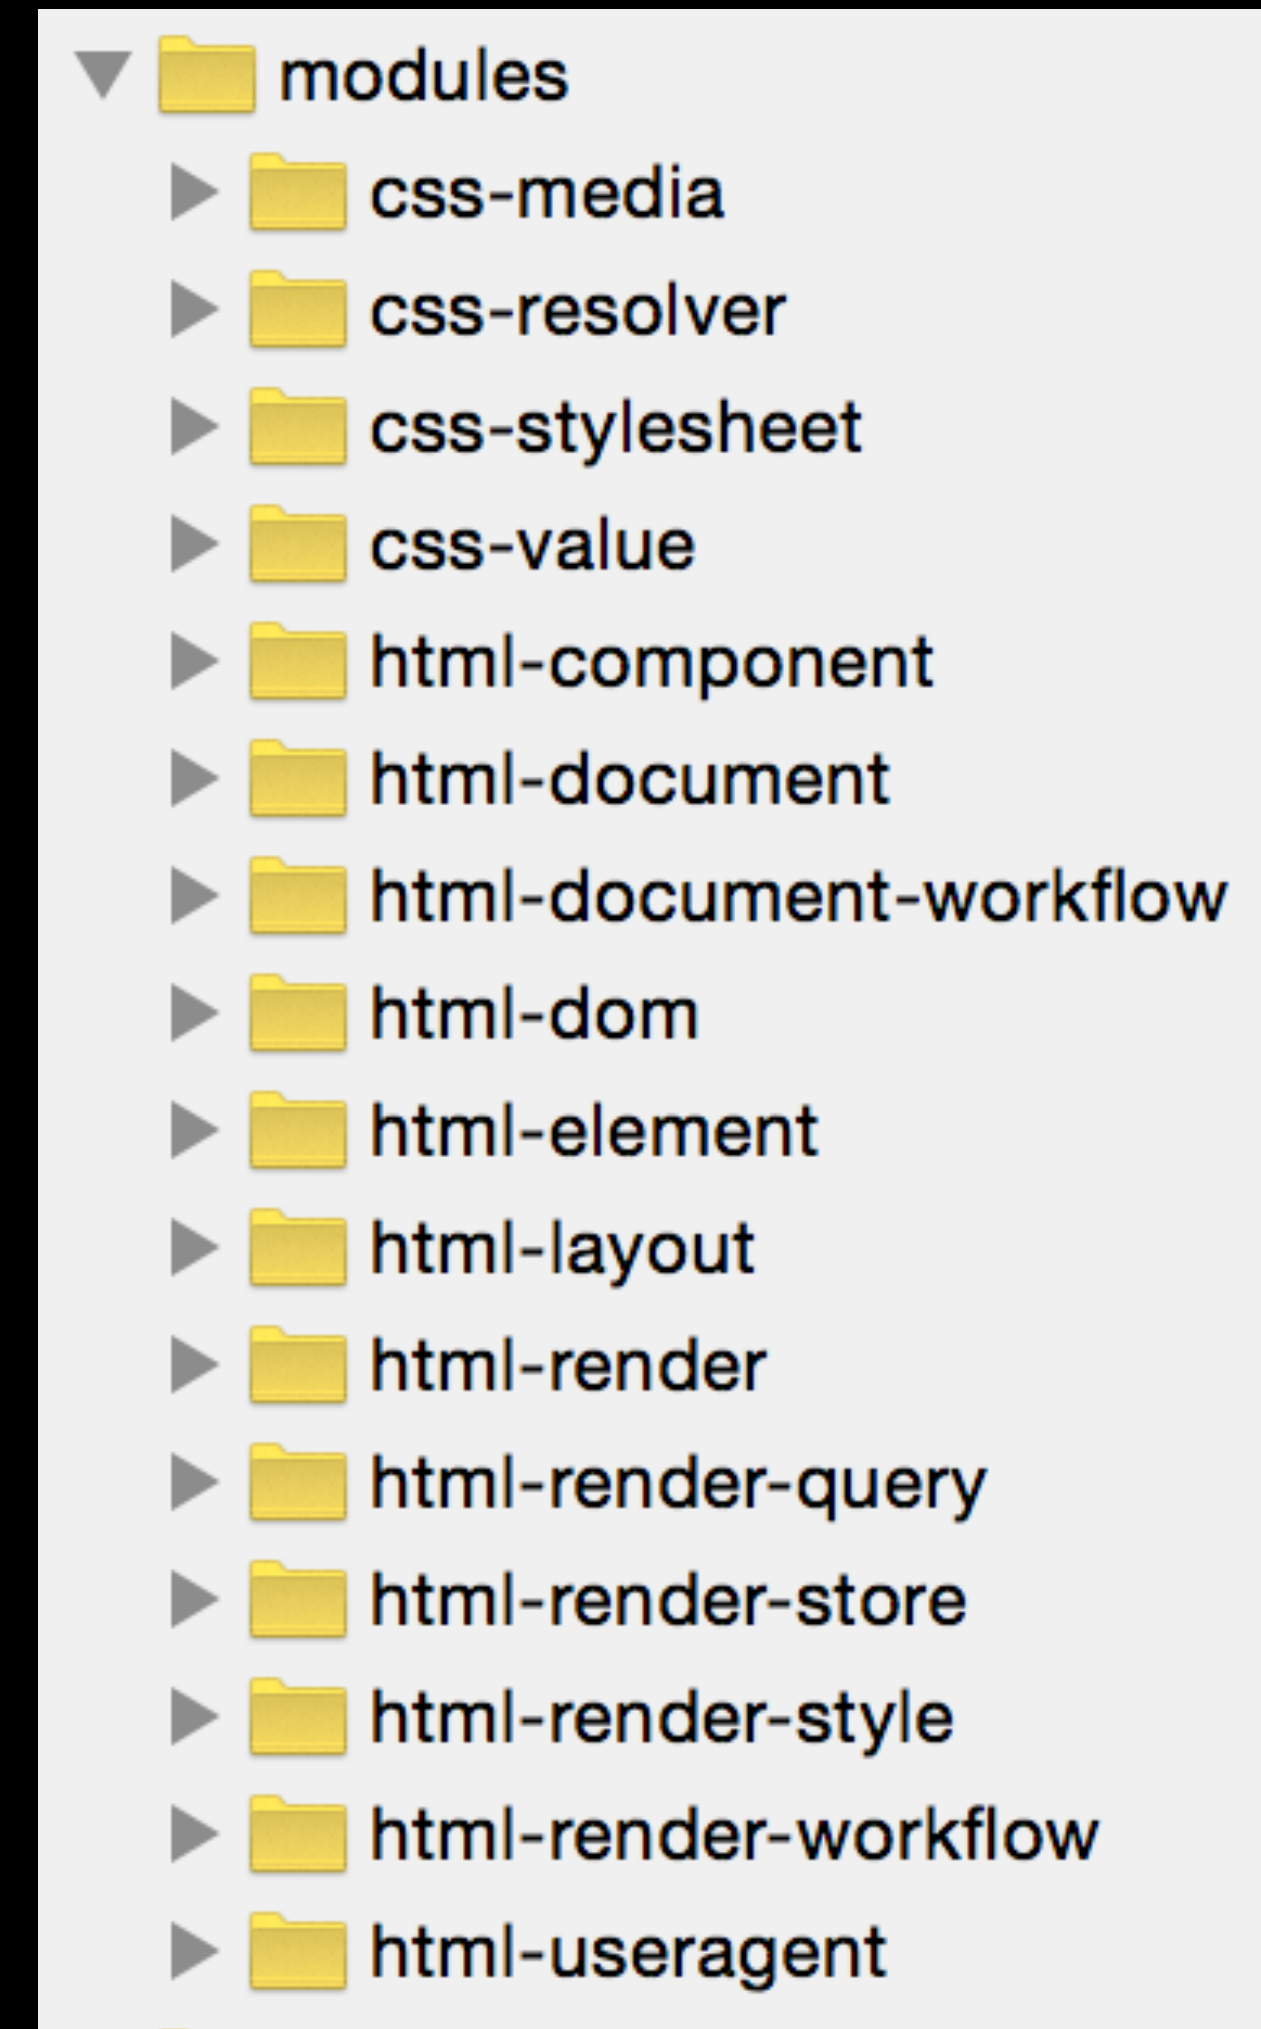 modules
css-media
css-resolver
css-stylesheet
css-value
html-component
html-document
html-document-workflow
html-dom
html-element
html-layout
html-render
html-render-query
html-render-store
html-render-style
html-render-workflow
html-useragent